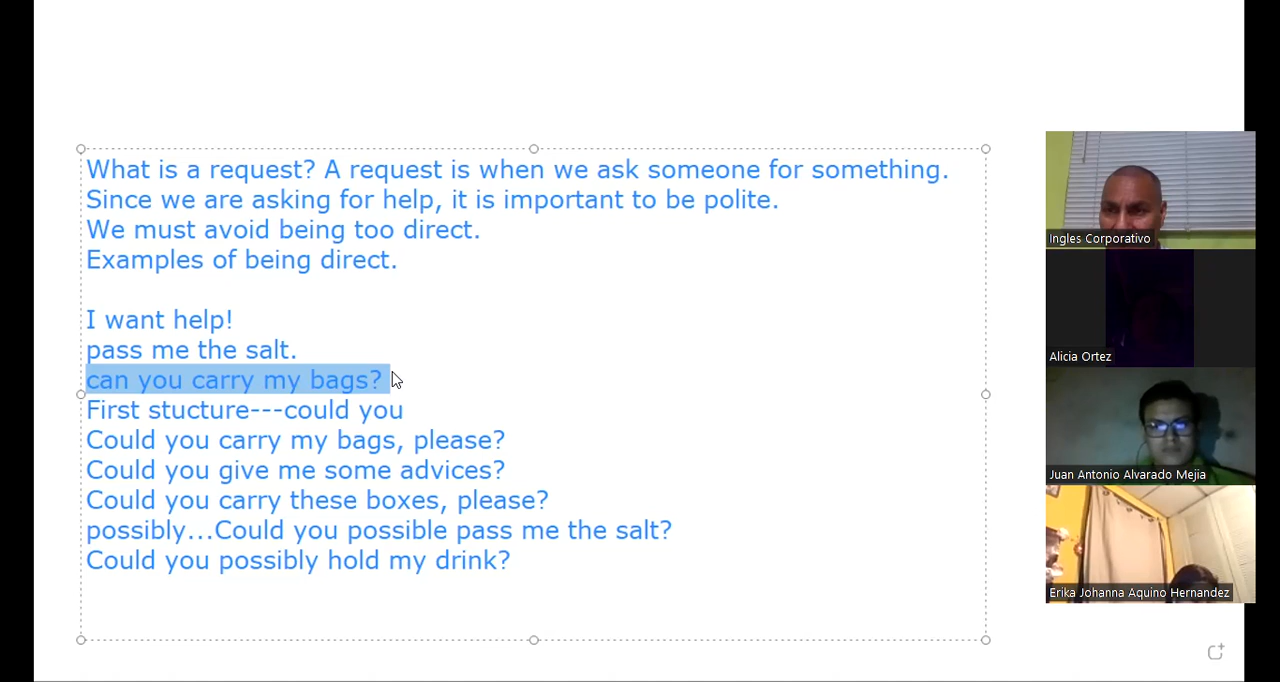 What is a request? A request is when we ask someone for something.
Since we are asking for help, it is important to be polite.
We must avoid being too direct.
Examples of being direct.
I want help!
pass me the salt.
can you carry my bags?
First stucture---could you
Could you carry my bags, please?
Could you give me some advices?
Could you carry these boxes, please?
possibly...Could you possible pass me the salt?
Could you possibly hold my drink?
Ingles Corporativo
Alicia Ortez
Juan Antonio Alvarado Mejia
Erika Johanna Aquino Hernandez